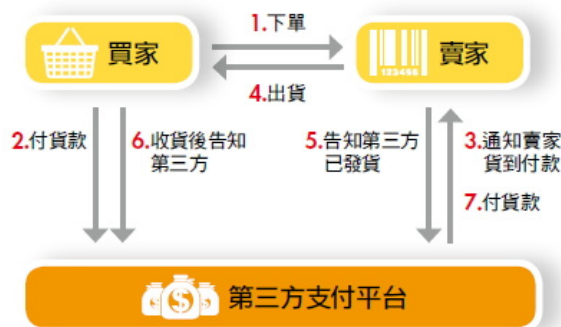 1.下單
買家
賣家
123456
4.出貨
2.付貨款
6.收貨後告知
第三方
5.告知第三方
已發貨
3.通知賣家
貨到付款
7.付貨款
$
第三方支付平台